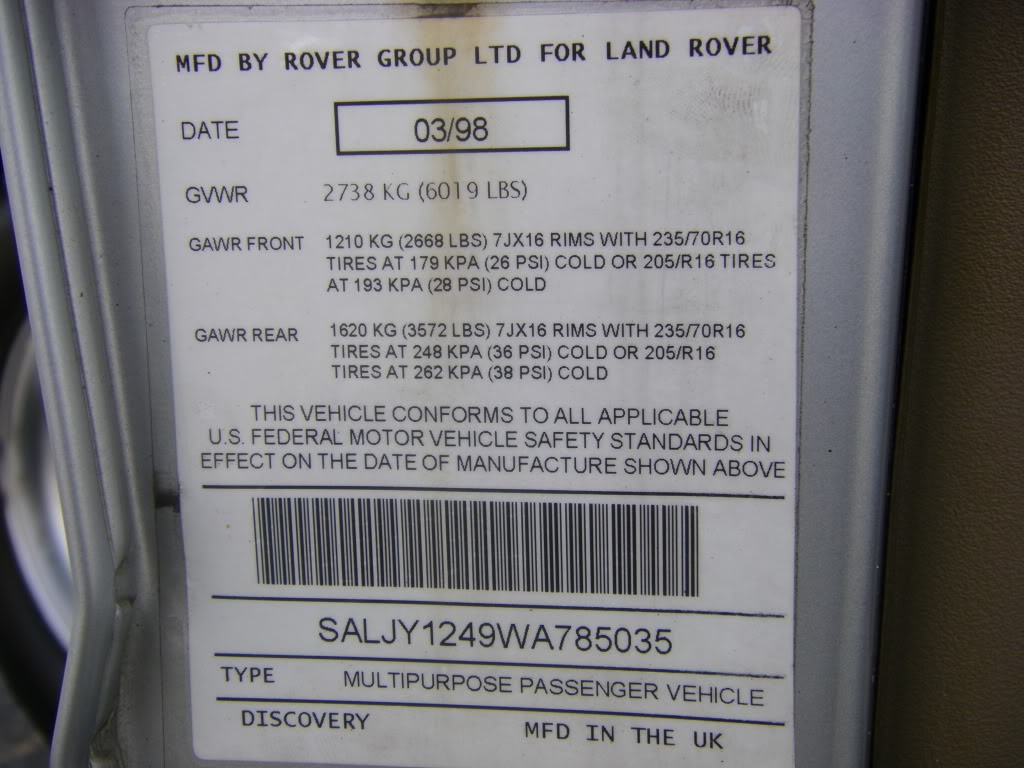 MFD BY ROVER GROUP LTD FOR LAND ROVER
DATE 03/98
GVWR 2738 KG (6019 LBS)
GAWR FRONT 1210 KG (2668 LBS) 7JX16 RIMS WITH 235/70R16
TIRES AT 179 KPA (26 PSI) COLD OR 205/R16 TIRES
AT 193 KPA (28 PSI) COLD
GAWR REAR 1620 KG (3572 LBS) 7JX16 RIMS WITH 235/70R16
TIRES AT 248 KPA (36 PSI) COLD OR 205/R16
TIRES AT 262 KPA (38 PSI) COLD
THIS VEHICLE CONFORMS TO ALL APPLICABLE
U.S. FEDERAL MOTOR VEHICLE SAFETY STANDARDS IN
EFFECT ON THE DATE OF MANUFACTURE SHOWN ABOVE
SALJY1249WA785035
TYPE MULTIPURPOSE PASSENGER VEHICLE
DISCOVERY MFD IN THE UK